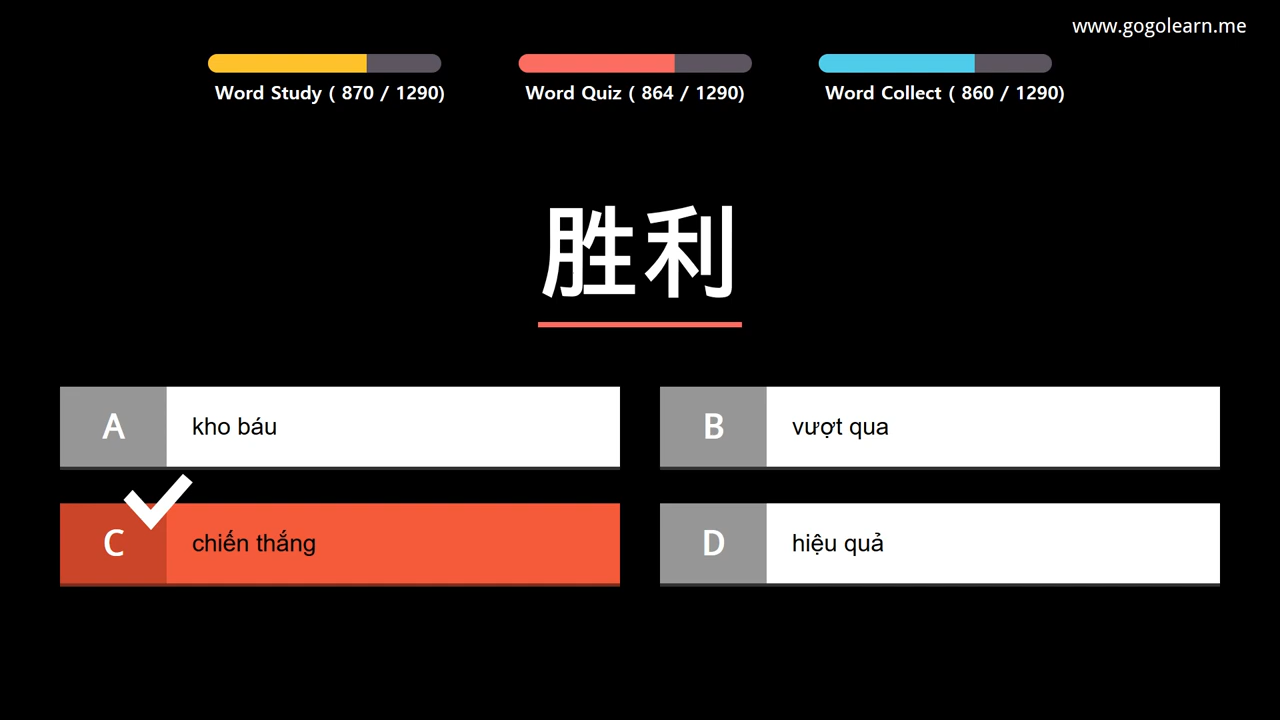 www.gogolearn.me
Word Study ( 870 / 1290)
Word Quiz ( 864 / 1290)
Word Collect ( 860 / 1290)
胜利
A kho báu
B vượt qua
C chiến thắng
D hiệu quả